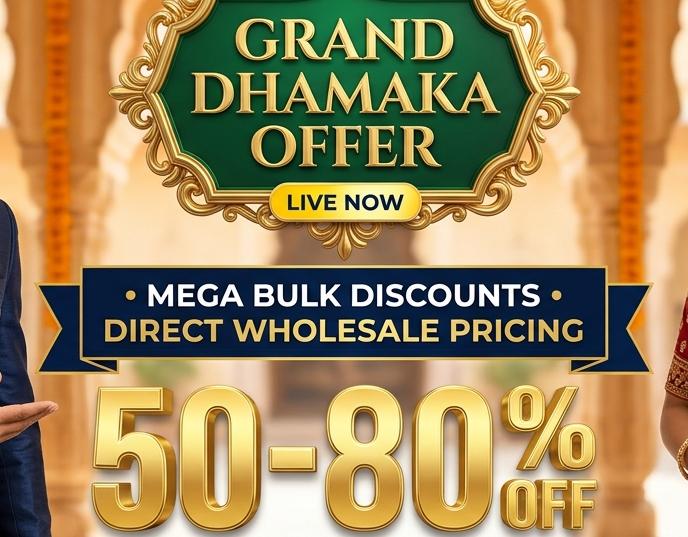 GRAND
DHAMAKA
OFFER
LIVE NOW
• MEGA BULK DISCOUNTS •
DIRECT WHOLESALE PRICING
50-80% OFF